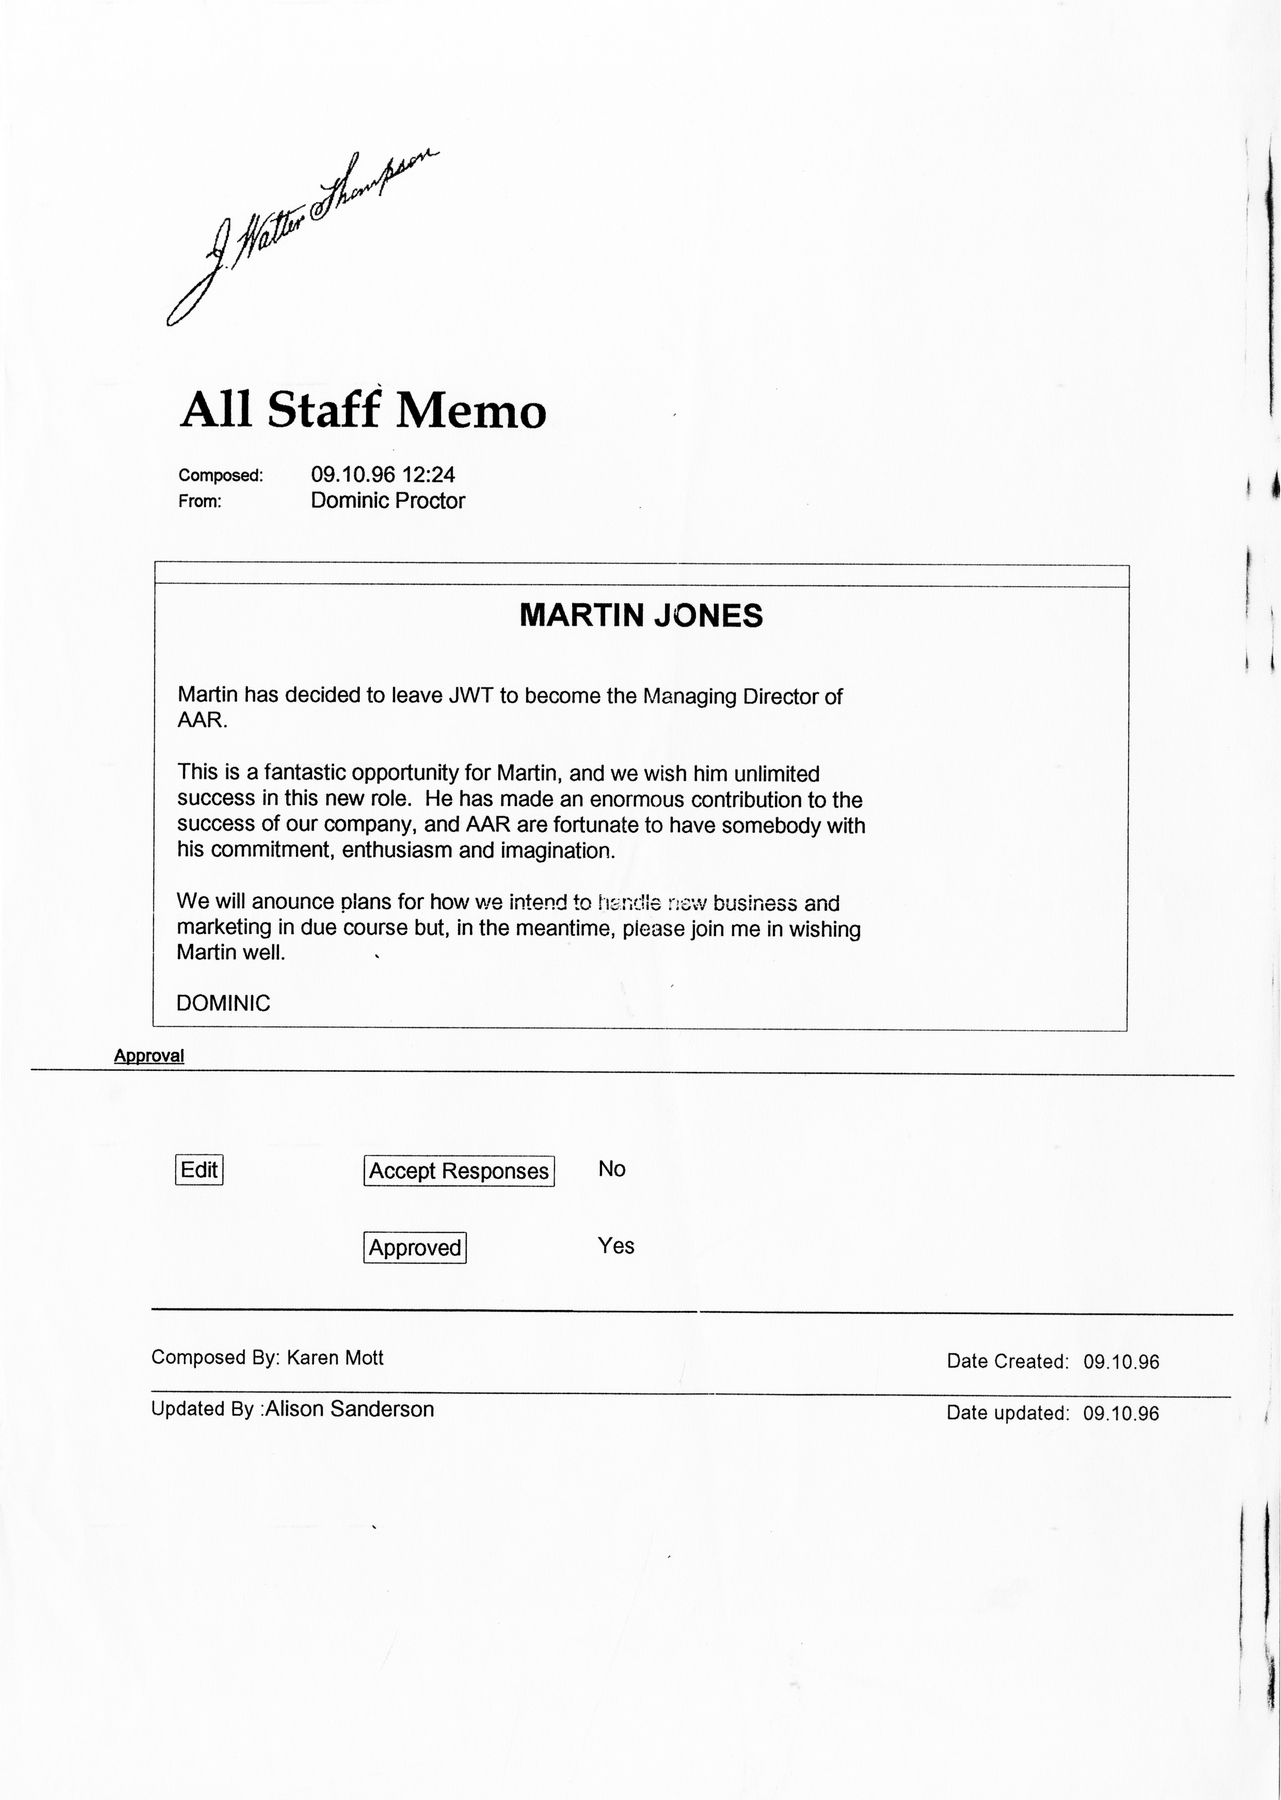 J. Walter Thompson
All Staff Memo
Composed: 09.10.96 12:24
From: Dominic Proctor
MARTIN JONES
Martin has decided to leave JWT to become the Managing Director of
AAR.
This is a fantastic opportunity for Martin, and we wish him unlimited
success in this new role. He has made an enormous contribution to the
success of our company, and AAR are fortunate to have somebody with
his commitment, enthusiasm and imagination.
We will anounce plans for how we intend to handle new business and
marketing in due course but, in the meantime, please join me in wishing
Martin well.
DOMINIC
Approval
Edit Accept Responses No
Approved Yes
Composed By: Karen Mott Date Created: 09.10.96
Updated By :Alison Sanderson Date updated: 09.10.96